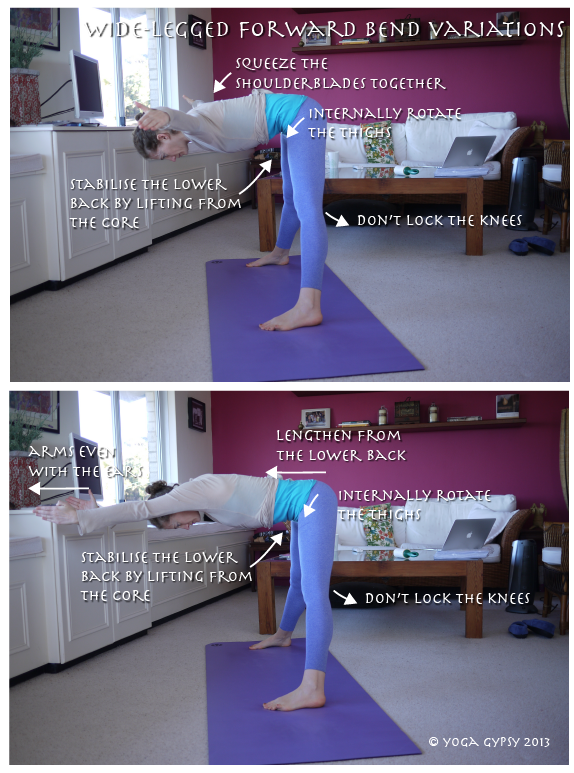 WIDE-LEGGED FORWARD BEND VARIATIONS
SQUEEZE THE
SHOULDERBLADES TOGETHER
INTERNALLY ROTATE
THE THIGHS
STABILISE THE LOWER
BACK BY LIFTING FROM
THE CORE
DON'T LOCK THE KNEES
LENGTHEN FROM
THE LOWER BACK
ARMS EVEN
WITH THE EARS
INTERNALLY ROTATE
THE THIGHS
STABILISE THE LOWER
BACK BY LIFTING FROM
THE CORE
DON'T LOCK THE KNEES
© YOGA GYPSY 2013